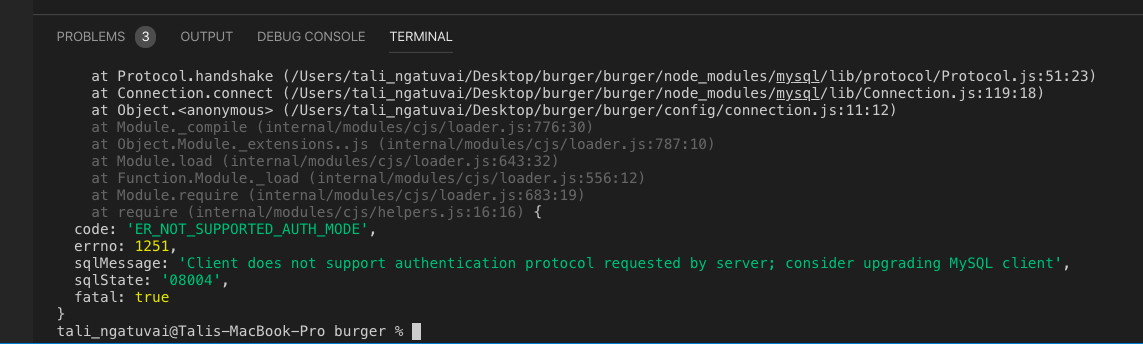 PROBLEMS 3 OUTPUT DEBUG CONSOLE TERMINAL
at Protocol.handshake (/Users/tali_ngatuvai/Desktop/burger/burger/node_modules/mysql/lib/protocol/Protocol.js:51:23)
at Connection.connect (/Users/tali_ngatuvai/Desktop/burger/burger/node_modules/mysql/lib/Connection.js:119:18)
at Object.<anonymous> (/Users/tali_ngatuvai/Desktop/burger/burger/config/connection.js:11:12)
at Module._compile (internal/modules/cjs/loader.js:776:30)
at Object.Module._extensions..js (internal/modules/cjs/loader.js:787:10)
at Module.load (internal/modules/cjs/loader.js:643:32)
at Function.Module._load (internal/modules/cjs/loader.js:556:12)
at Module.require (internal/modules/cjs/loader.js:683:19)
at require (internal/modules/cjs/helpers.js:16:16) {
code: 'ER_NOT_SUPPORTED_AUTH_MODE',
errno: 1251,
sqlMessage: 'Client does not support authentication protocol requested by server; consider upgrading MySQL client',
sqlState: '08004',
fatal: true
}
tali_ngatuvai@Talis-MacBook-Pro burger %